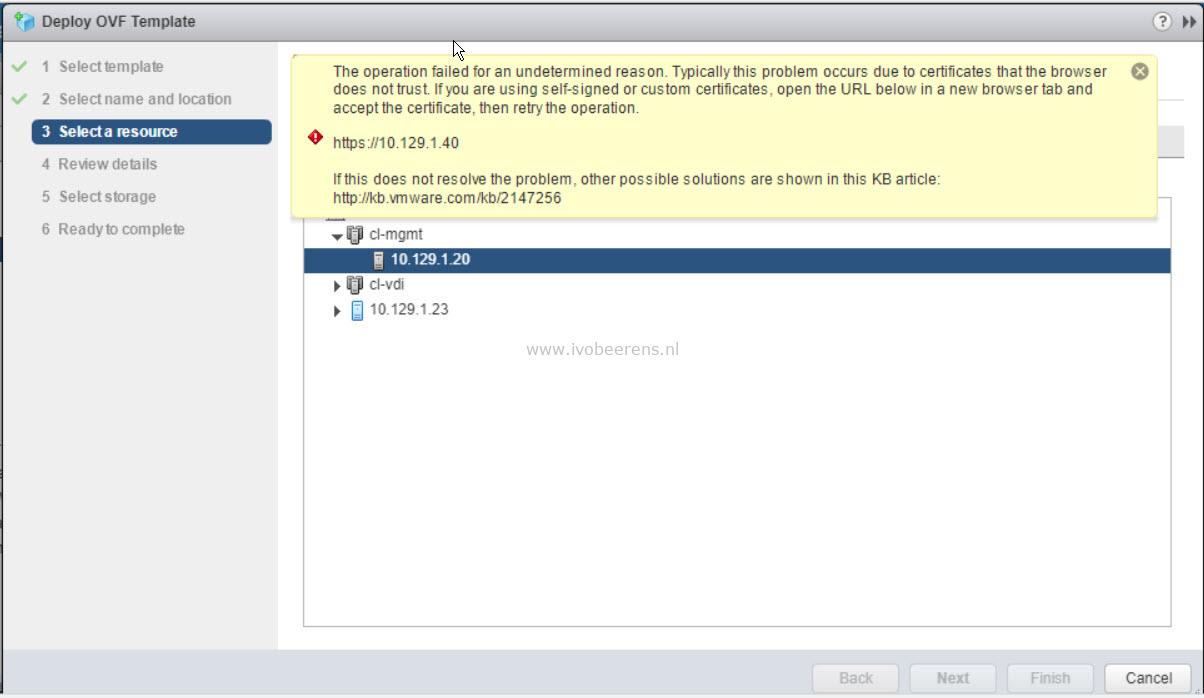 Deploy OVF Template
?
1 Select template
2 Select name and location
3 Select a resource
4 Review details
5 Select storage
6 Ready to complete
The operation failed for an undetermined reason. Typically this problem occurs due to certificates that the browser
does not trust. If you are using self-signed or custom certificates, open the URL below in a new browser tab and
accept the certificate, then retry the operation.
https://10.129.1.40
If this does not resolve the problem, other possible solutions are shown in this KB article:
http://kb.vmware.com/kb/2147256
cl-mgmt
10.129.1.20
cl-vdi
10.129.1.23
www.ivobeerens.nl
Back
Next
Finish
Cancel